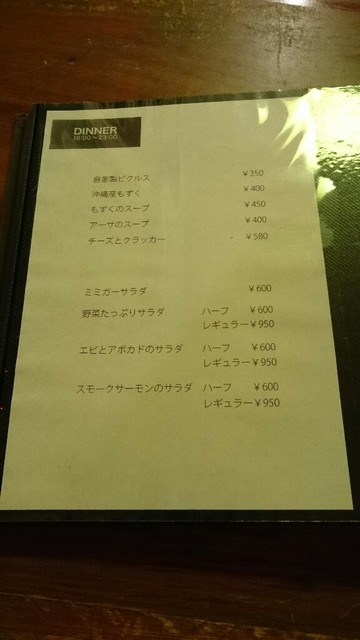 DINNER
18:00～23:00
自家製ピクルス ￥350
沖縄産もずく ￥400
もずくのスープ ￥450
アーサのスープ ￥400
チーズとクラッカー ￥580
ミミガーサラダ ￥600
野菜たっぷりサラダ ハーフ ￥600
レギュラー￥950
エビとアボカドのサラダ ハーフ ￥600
レギュラー￥950
スモークサーモンのサラダ ハーフ ￥600
レギュラー￥950